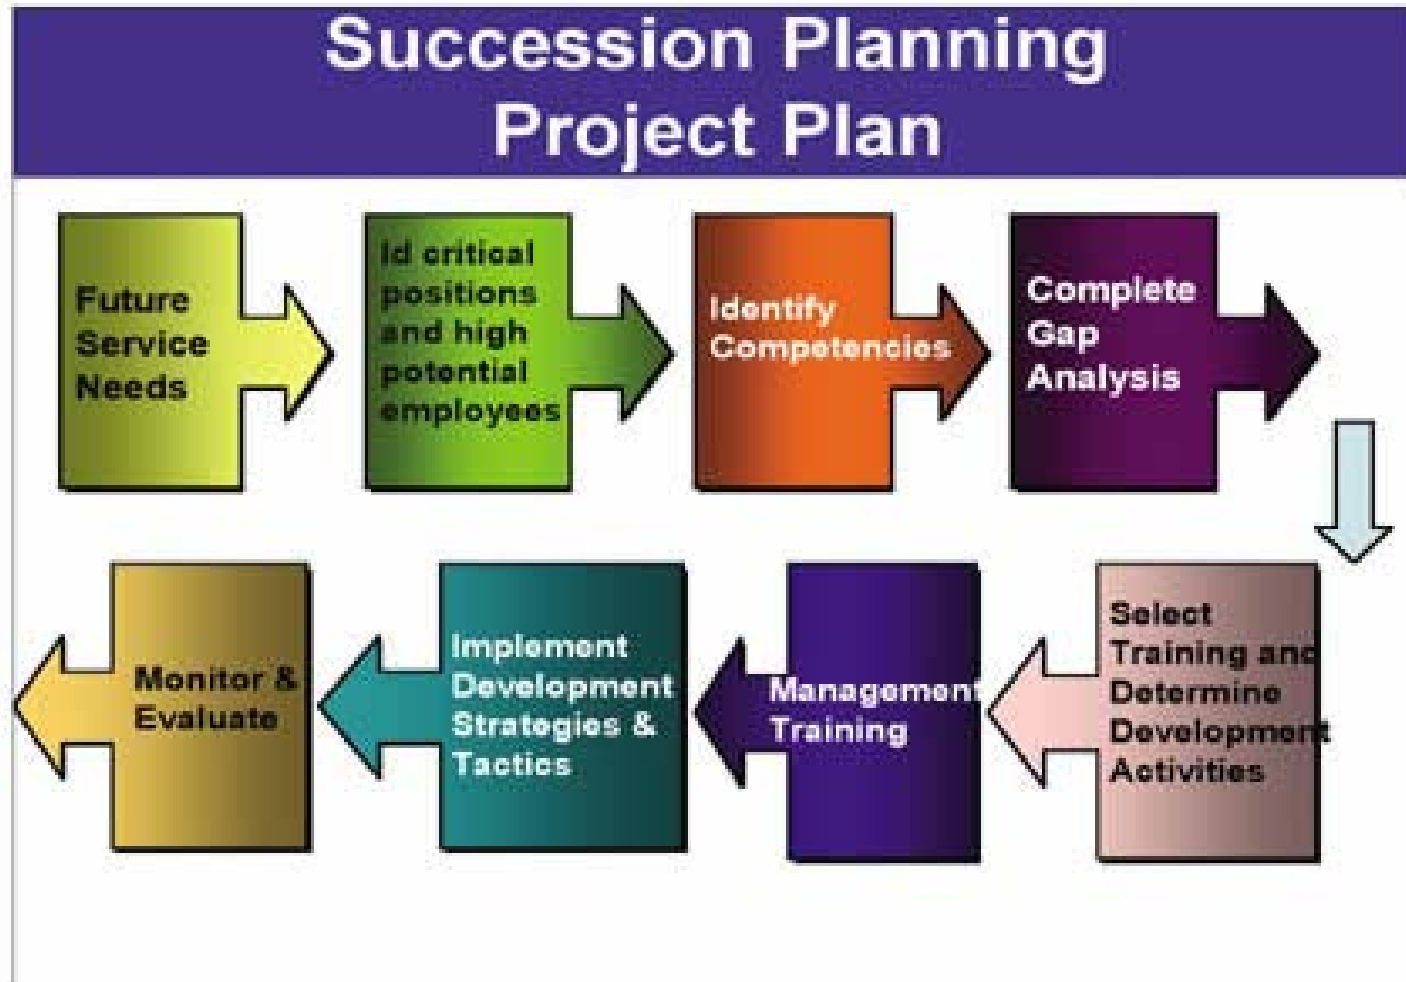 Succession Planning
Project Plan
Future
Service
Needs
Id critical
positions
and high
potential
employees
Identify
Competencies
Complete
Gap
Analysis
Select
Training and
Determine
Development
Activities
Management
Training
Implement
Development
Strategies &
Tactics
Monitor &
Evaluate